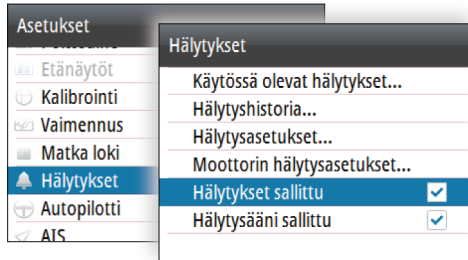 Asetukset
Etänäytöt
Kalibrointi
Vaimennus
Matka loki
Hälytykset
Autopilotti
AIS
Hälytykset
Käytössä olevat hälytykset...
Hälytyshistoria...
Hälytysasetukset...
Moottorin hälytysasetukset...
Hälytykset sallittu
Hälytysääni sallittu